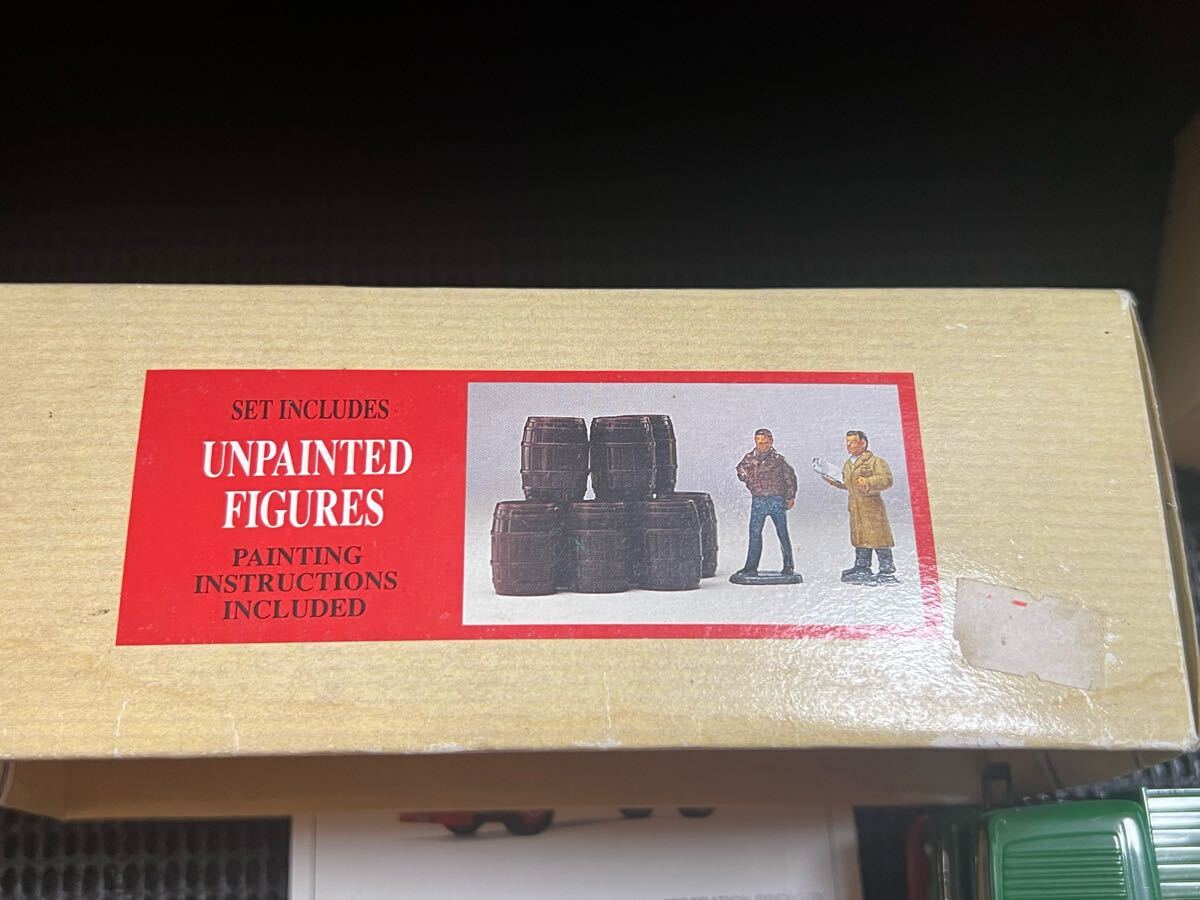 SET INCLUDES
UNPAINTED
FIGURES
PAINTING
INSTRUCTIONS
INCLUDED